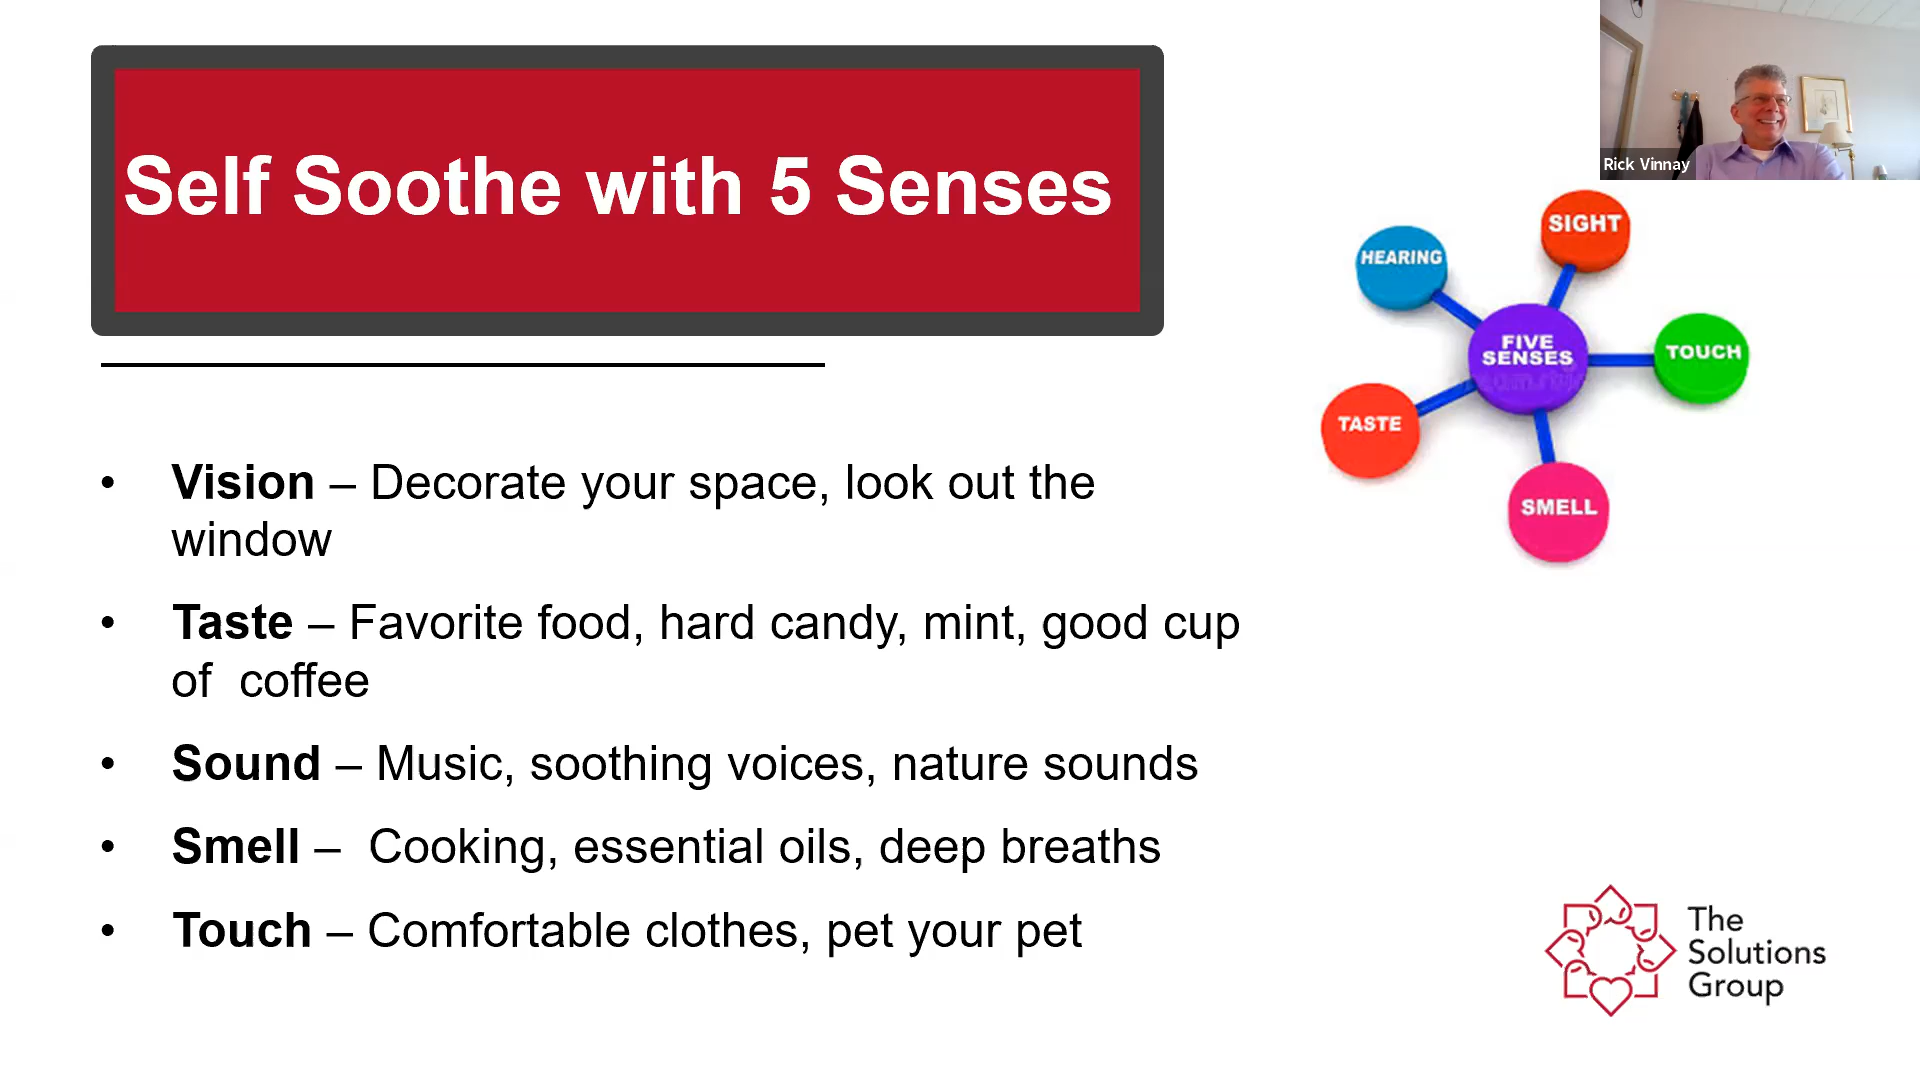 Self Soothe with 5 Senses
Rick Vinnay
SIGHT
HEARING
FIVE
SENSES
TOUCH
TASTE
SMELL
• Vision – Decorate your space, look out the
window
• Taste – Favorite food, hard candy, mint, good cup
of  coffee
• Sound – Music, soothing voices, nature sounds
• Smell –  Cooking, essential oils, deep breaths
• Touch – Comfortable clothes, pet your pet
The
Solutions
Group